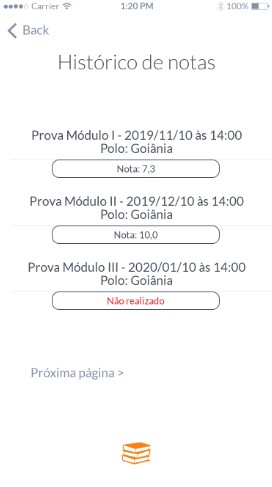 Carrier 1:20 PM 100%
Back
Histórico de notas
Prova Módulo I - 2019/11/10 às 14:00
Polo: Goiânia
Nota: 7,3
Prova Módulo II - 2019/12/10 às 14:00
Polo: Goiânia
Nota: 10,0
Prova Módulo III - 2020/01/10 às 14:00
Polo: Goiânia
Não realizado
Próxima página >